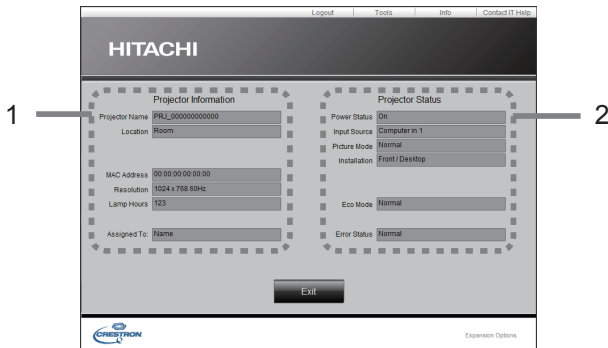 Logout Tools Info Contact IT Help
HITACHI
1
Projector Information
Projector Name PRJ_000000000000
Location Room
MAC Address 00:00:00:00:00:00
Resolution 1024 x 768 60Hz
Lamp Hours 123
Assigned To: Name
Projector Status
2
Power Status On
Input Source Computer in 1
Picture Mode Normal
Installation Front / Desktop
Eco Mode Normal
Error Status Normal
Exit
CRESTRON
Expansion Options